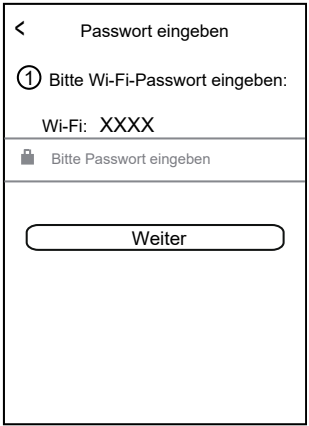 < Passwort eingeben
① Bitte Wi-Fi-Passwort eingeben:
Wi-Fi: XXXX
Bitte Passwort eingeben
Weiter